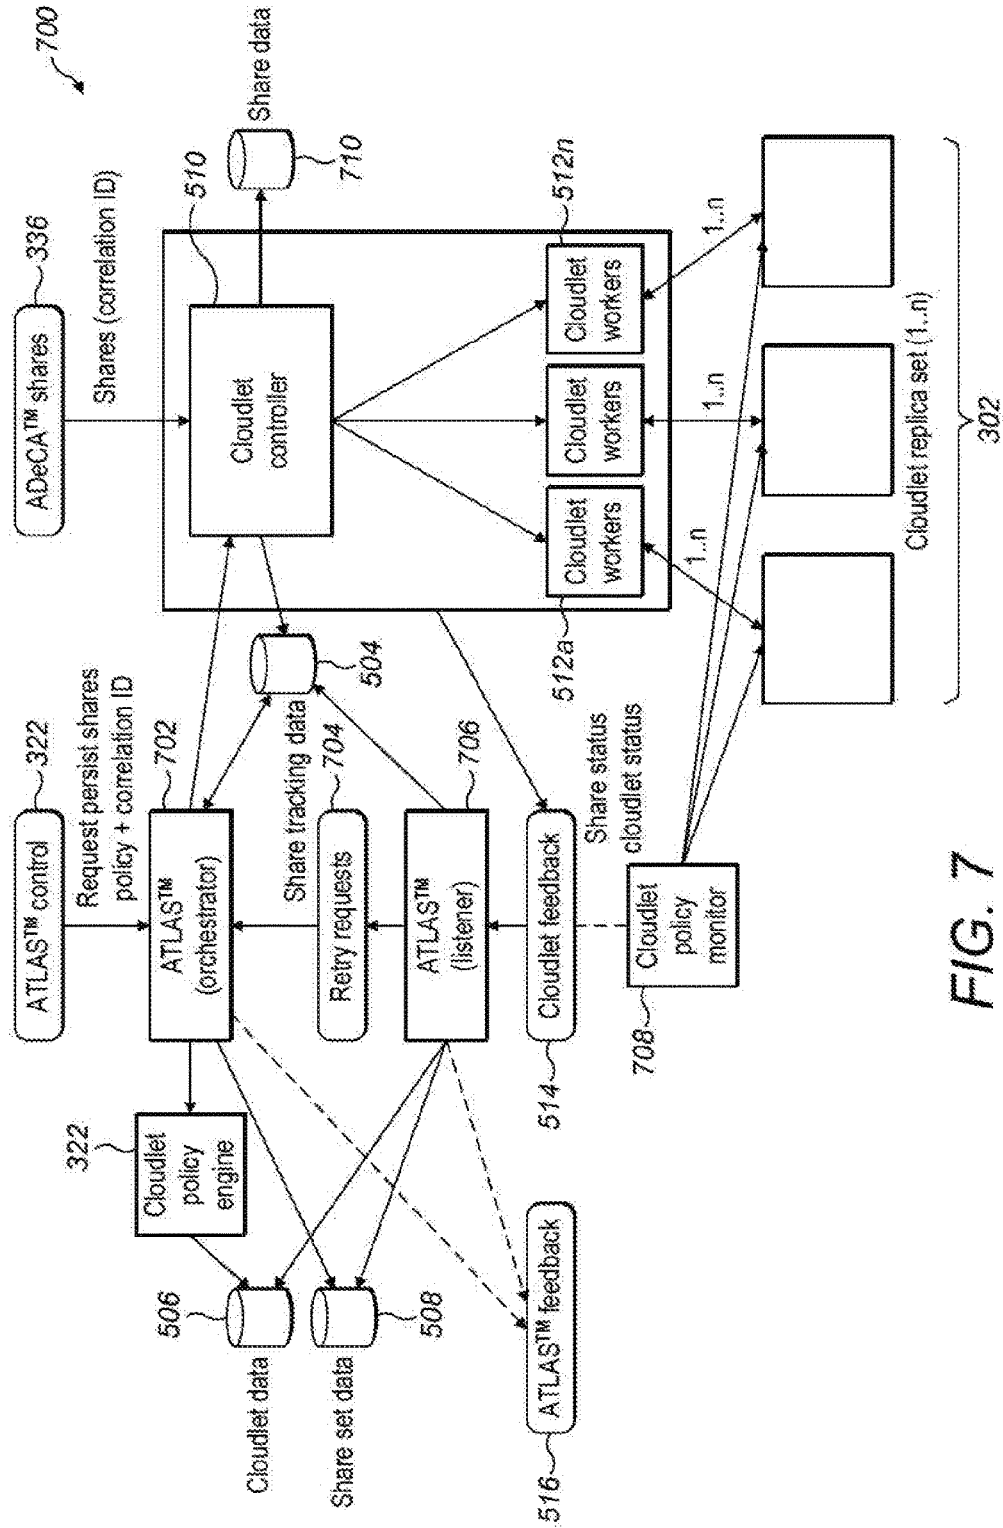 700
ATLAS™ control
322
ADeCA™ shares
336
Request persist shares
policy + correlation ID
Shares (correlation ID)
322
Cloudlet
policy
engine
ATLAS™
(orchestrator)
702
Cloudlet
controller
510
Share data
710
506
Cloudlet data
508
Share set data
504
Share tracking data
Retry requests
704
ATLAS™
(listener)
706
Cloudlet feedback
514
ATLAS™ feedback
516
Share status
cloudlet status
Cloudlet
policy
monitor
708
Cloudlet
workers
512a
Cloudlet
workers
Cloudlet
workers
512n
1..n
1..n
1..n
Cloudlet replica set (1..n)
302
FIG. 7